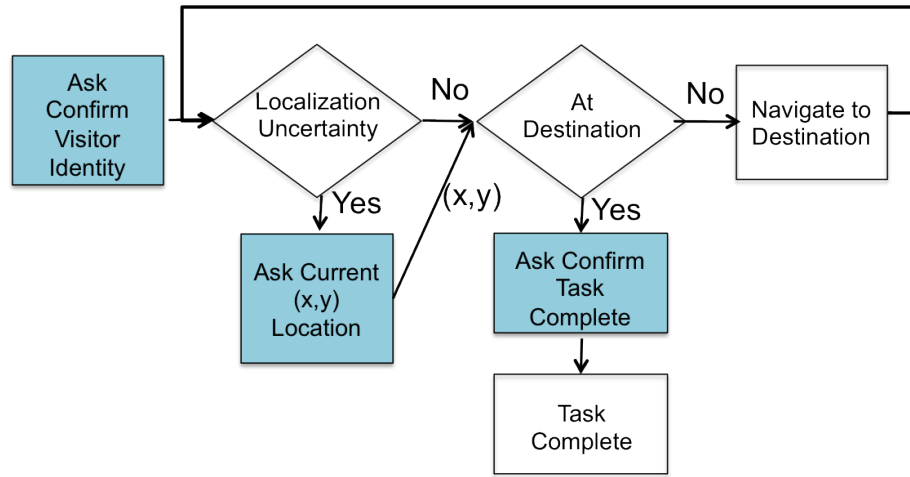 Ask
Confirm
Visitor
Identity
Localization
Uncertainty
No
At
Destination
No
Navigate to
Destination
Yes
(x,y)
Yes
Ask Current
(x,y)
Location
Ask Confirm
Task
Complete
Task
Complete